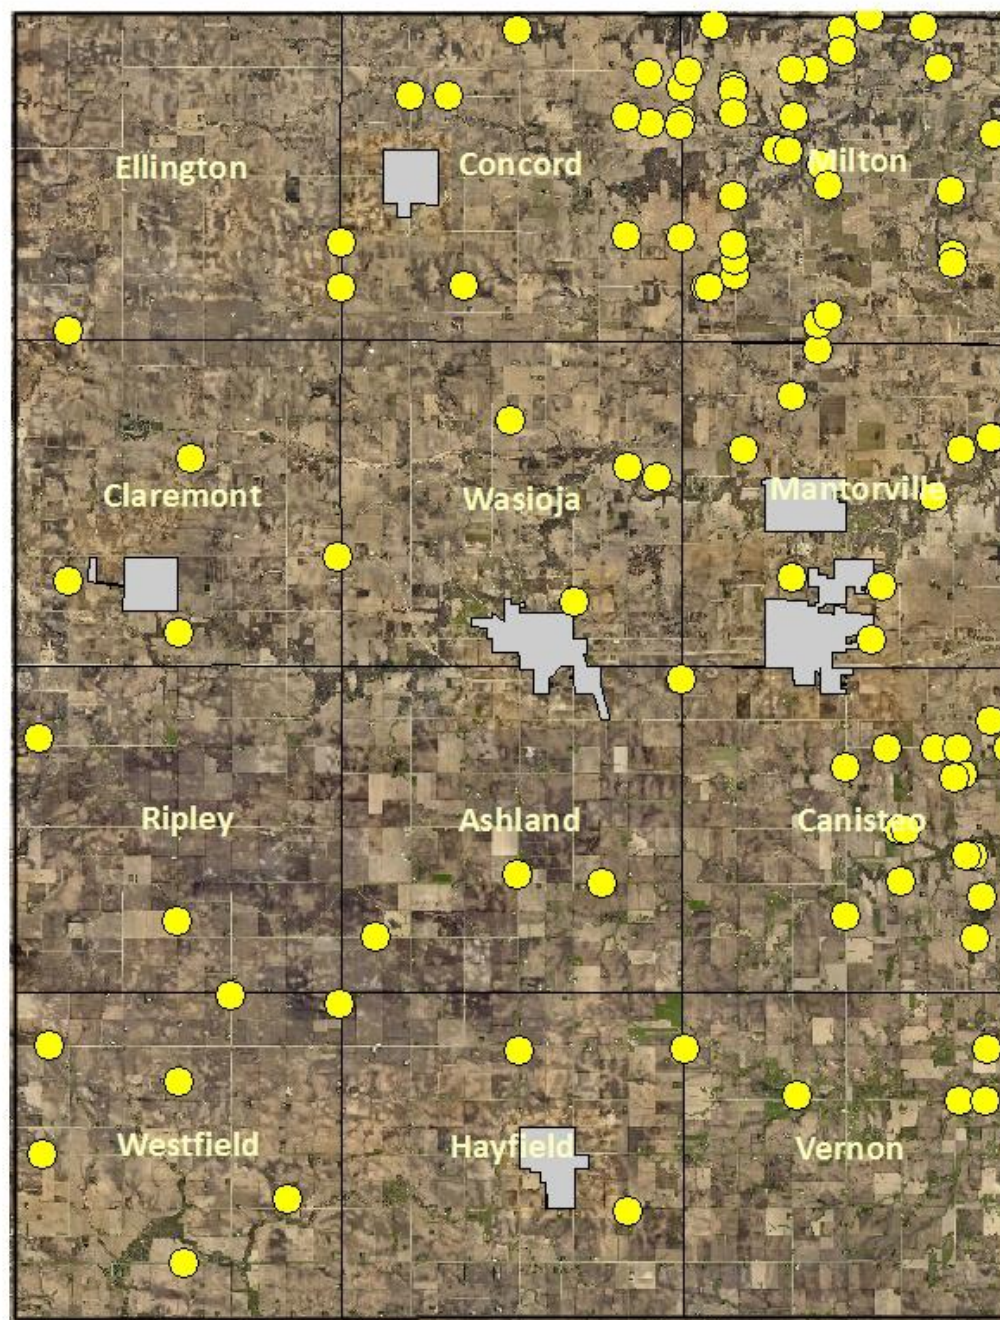 Ellington
Concord
Milton
Claremont
Wasioja
Mantorville
Ripley
Ashland
Canisteo
Westfield
Hayfield
Vernon